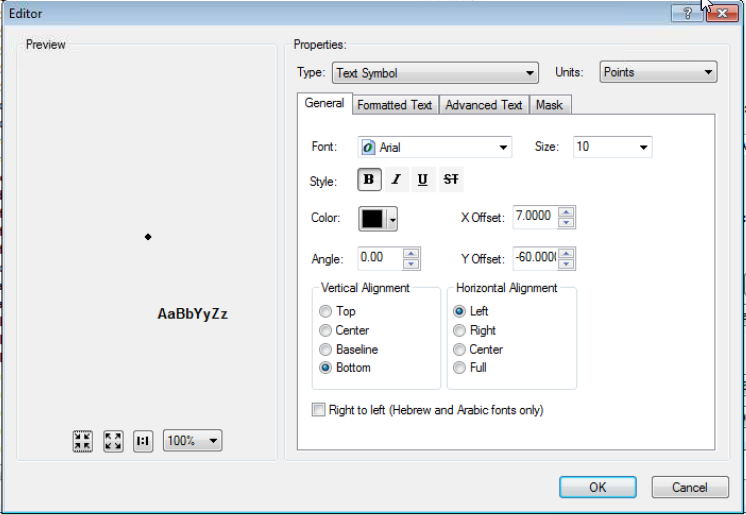 Editor
Preview
Properties:
Type: Text Symbol Units: Points
General Formatted Text Advanced Text Mask
Font: Arial Size: 10
Style: B I U ST
Color: X Offset: 7.0000
Angle: 0.00 Y Offset: -60.000
Vertical Alignment Horizontal Alignment
Top Left
Center Right
Baseline Center
Bottom Full
AaBbYyZz
Right to left (Hebrew and Arabic fonts only)
1:1 100%
OK Cancel